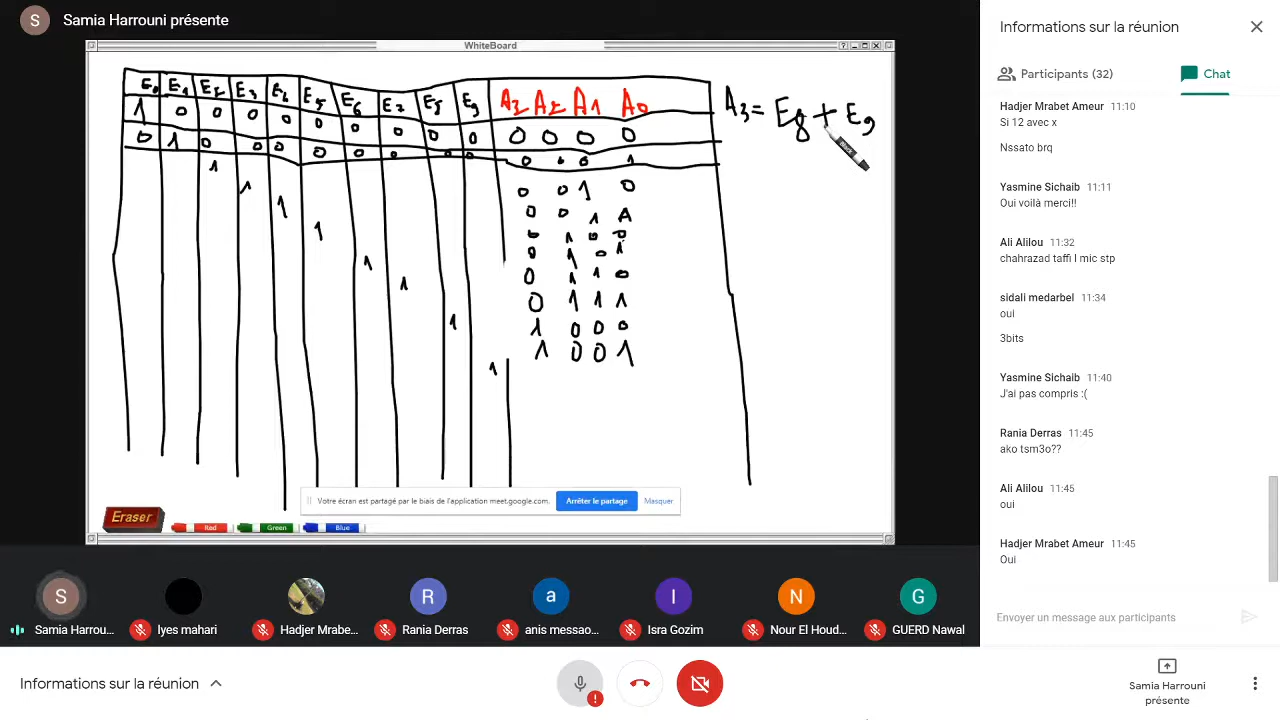 S
Samia Harrouni présente
WhiteBoard
E0 E1 E2 E3 E4 E5 E6 E7 E8 E9 A3 A2 A1 A0
1 0 0 0 0 0 0 0 0 0 0 0 0 0
0 1 0 0 0 0 0 0 0 0 0 0 0 1
1 0 0 1 0
1 0 0 1 1
1 0 1 0 0
1 0 1 0 1
1 0 1 1 0
1 0 1 1 1
1 1 0 0 0
1 1 0 0 1
A3 = E8 + E9
Votre écran est partagé par le biais de l'application meet.google.com.
Arrêter le partage
Masquer
Eraser
Red
Green
Blue
S
R
a
I
N
G
Samia Harrou...
lyes mahari
Hadjer Mrabe...
Rania Derras
anis messao...
Isra Gozim
Nour El Houd...
GUERD Nawal
Informations sur la réunion
Informations sur la réunion
Participants (32)
Chat
Hadjer Mrabet Ameur 11:10
Si 12 avec x
Nssato brq
Yasmine Sichaib 11:11
Oui voilà merci!!
Ali Alilou 11:32
chahrazad taffi l mic stp
sidali medarbel 11:34
oui
3bits
Yasmine Sichaib 11:40
J'ai pas compris :(
Rania Derras 11:45
ako tsm3o??
Ali Alilou 11:45
oui
Hadjer Mrabet Ameur 11:45
Oui
Envoyer un message aux participants
Samia Harrouni
présente